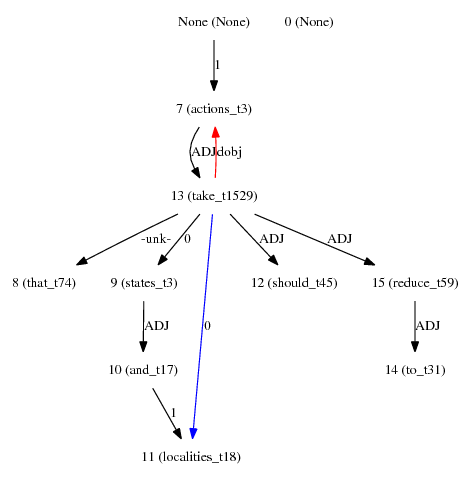 None (None) 0 (None)
1
7 (actions_t3)
ADJ dobj
13 (take_t1529)
-unk- 0 ADJ ADJ
8 (that_t74) 9 (states_t3) 12 (should_t45) 15 (reduce_t59)
ADJ 0 ADJ
10 (and_t17) 14 (to_t31)
1
11 (localities_t18)